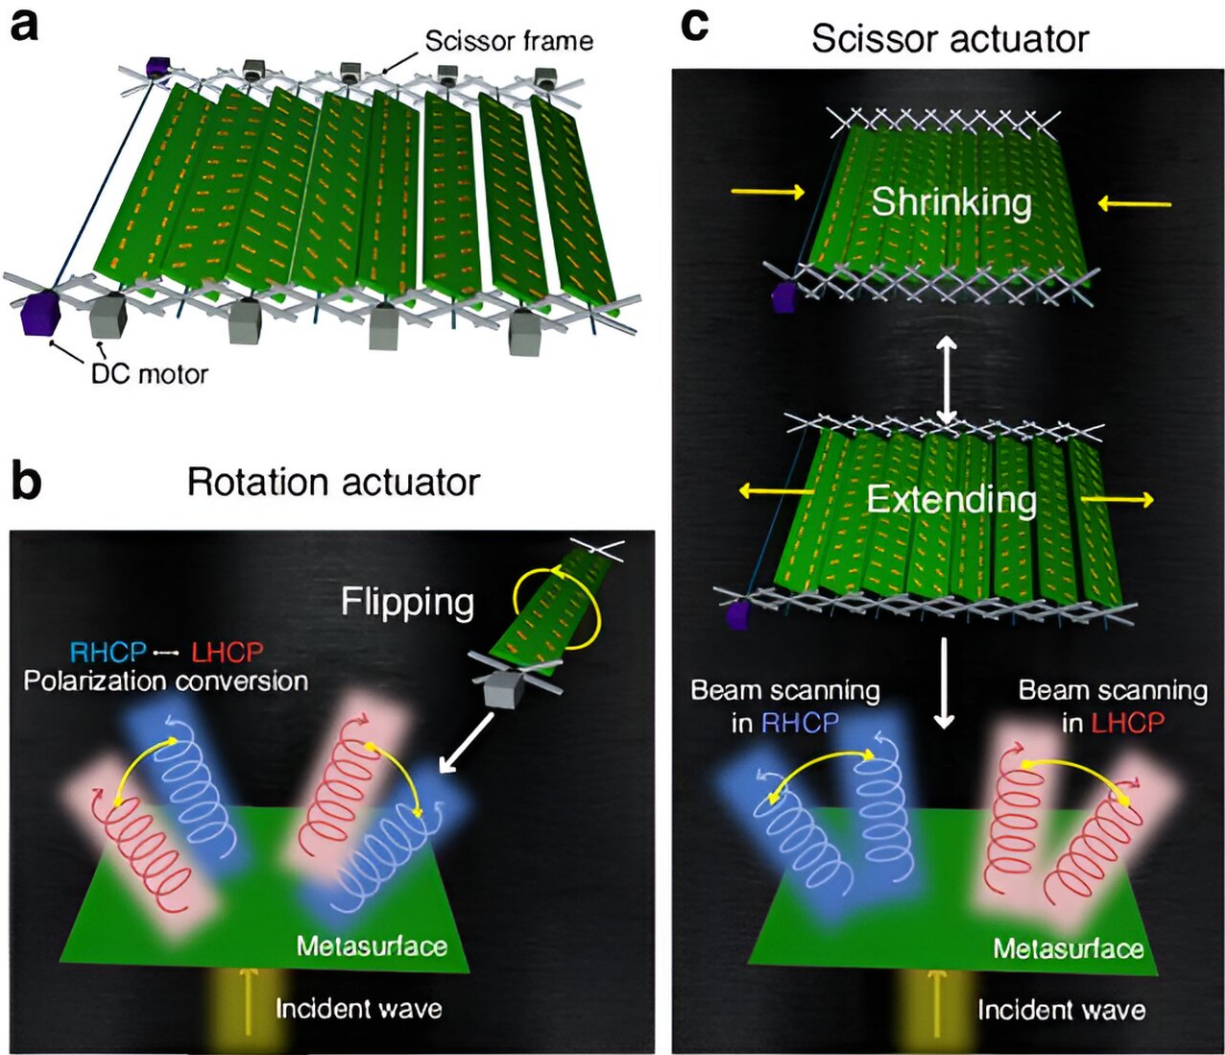 a
Scissor frame
DC motor
b
Rotation actuator
Flipping
RHCP ↔ LHCP
Polarization conversion
Metasurface
Incident wave
c
Scissor actuator
Shrinking
Extending
Beam scanning
in RHCP
Beam scanning
in LHCP
Metasurface
Incident wave